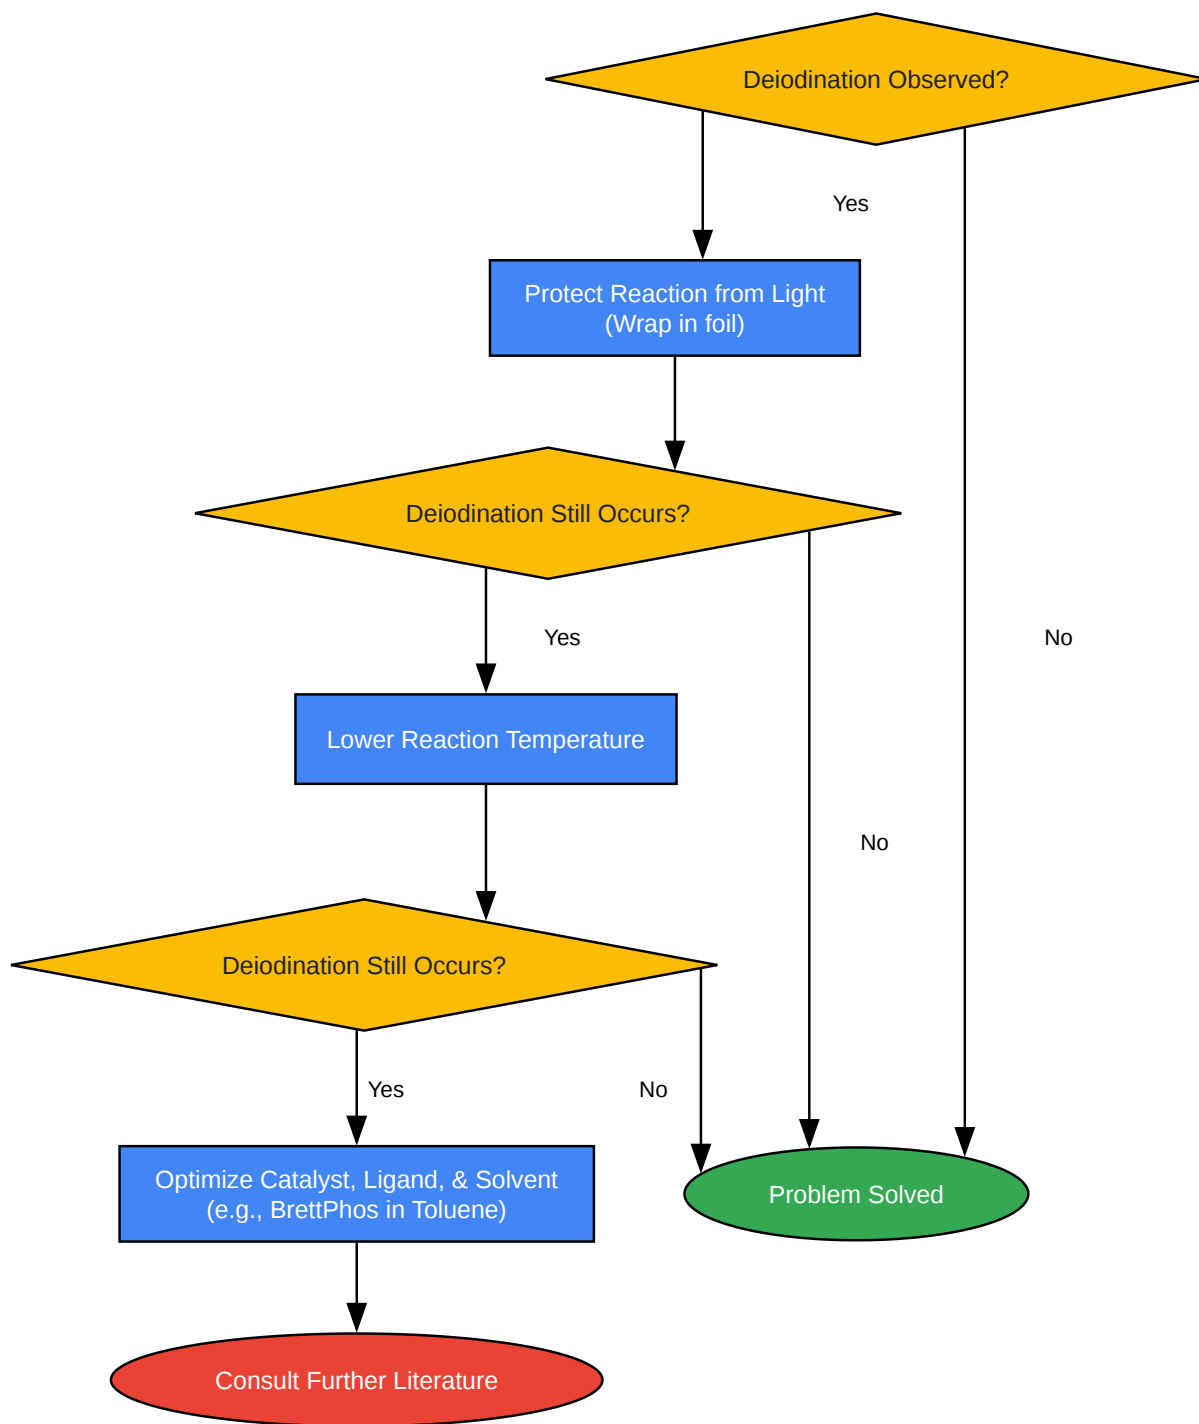 Deiodination Observed?
Yes
Protect Reaction from Light
(Wrap in foil)
Deiodination Still Occurs?
Yes
No
Lower Reaction Temperature
No
Deiodination Still Occurs?
Yes
No
Optimize Catalyst, Ligand, & Solvent
(e.g., BrettPhos in Toluene)
Problem Solved
Consult Further Literature